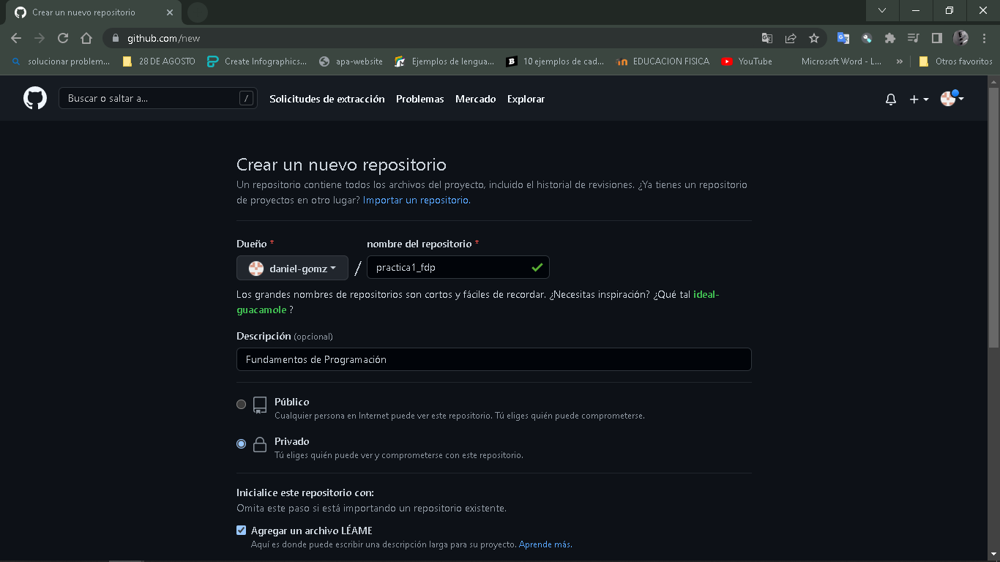 Crear un nuevo repositorio
github.com/new
solucionar problem... 28 DE AGOSTO Create Infographics... apa-website Ejemplos de lengua... 10 ejemplos de cad... EDUCACION FISICA YouTube Microsoft Word - L... » Otros favoritos
Buscar o saltar a... / Solicitudes de extracción Problemas Mercado Explorar
Crear un nuevo repositorio
Un repositorio contiene todos los archivos del proyecto, incluido el historial de revisiones. ¿Ya tienes un repositorio
de proyectos en otro lugar? Importar un repositorio.
Dueño * nombre del repositorio *
daniel-gomz / practica1_fdp
Los grandes nombres de repositorios son cortos y fáciles de recordar. ¿Necesitas inspiración? ¿Qué tal ideal-
guacamole ?
Descripción (opcional)
Fundamentos de Programación
Público
Cualquier persona en Internet puede ver este repositorio. Tú eliges quién puede comprometerse.
Privado
Tú eliges quién puede ver y comprometerse con este repositorio.
Inicialice este repositorio con:
Omita este paso si está importando un repositorio existente.
Agregar un archivo LÉAME
Aquí es donde puede escribir una descripción larga para su proyecto. Aprende más.